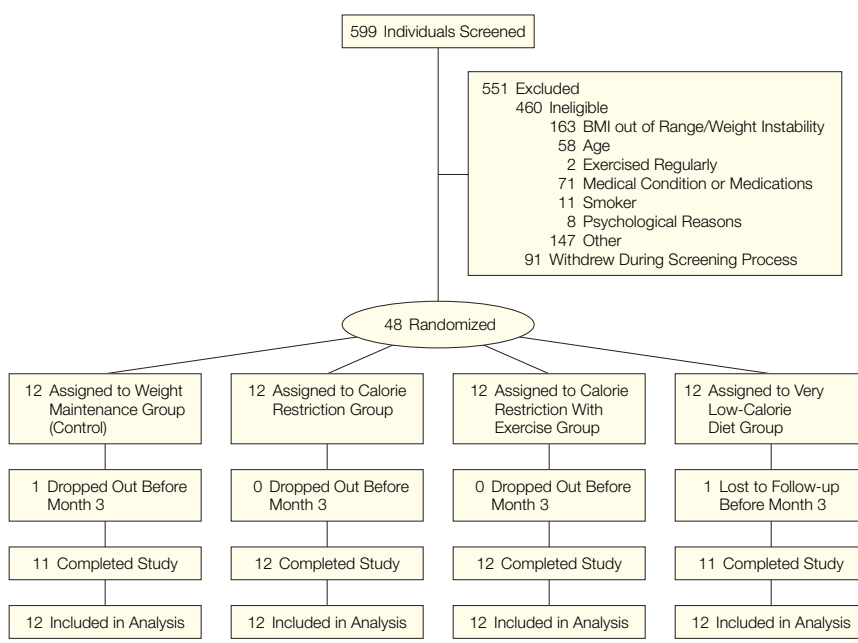 599 Individuals Screened
551 Excluded
460 Ineligible
163 BMI out of Range/Weight Instability
58 Age
2 Exercised Regularly
71 Medical Condition or Medications
11 Smoker
8 Psychological Reasons
147 Other
91 Withdrew During Screening Process
48 Randomized
12 Assigned to Weight
Maintenance Group
(Control)
12 Assigned to Calorie
Restriction Group
12 Assigned to Calorie
Restriction With
Exercise Group
12 Assigned to Very
Low-Calorie
Diet Group
1 Dropped Out Before
Month 3
0 Dropped Out Before
Month 3
0 Dropped Out Before
Month 3
1 Lost to Follow-up
Before Month 3
11 Completed Study
12 Completed Study
12 Completed Study
11 Completed Study
12 Included in Analysis
12 Included in Analysis
12 Included in Analysis
12 Included in Analysis